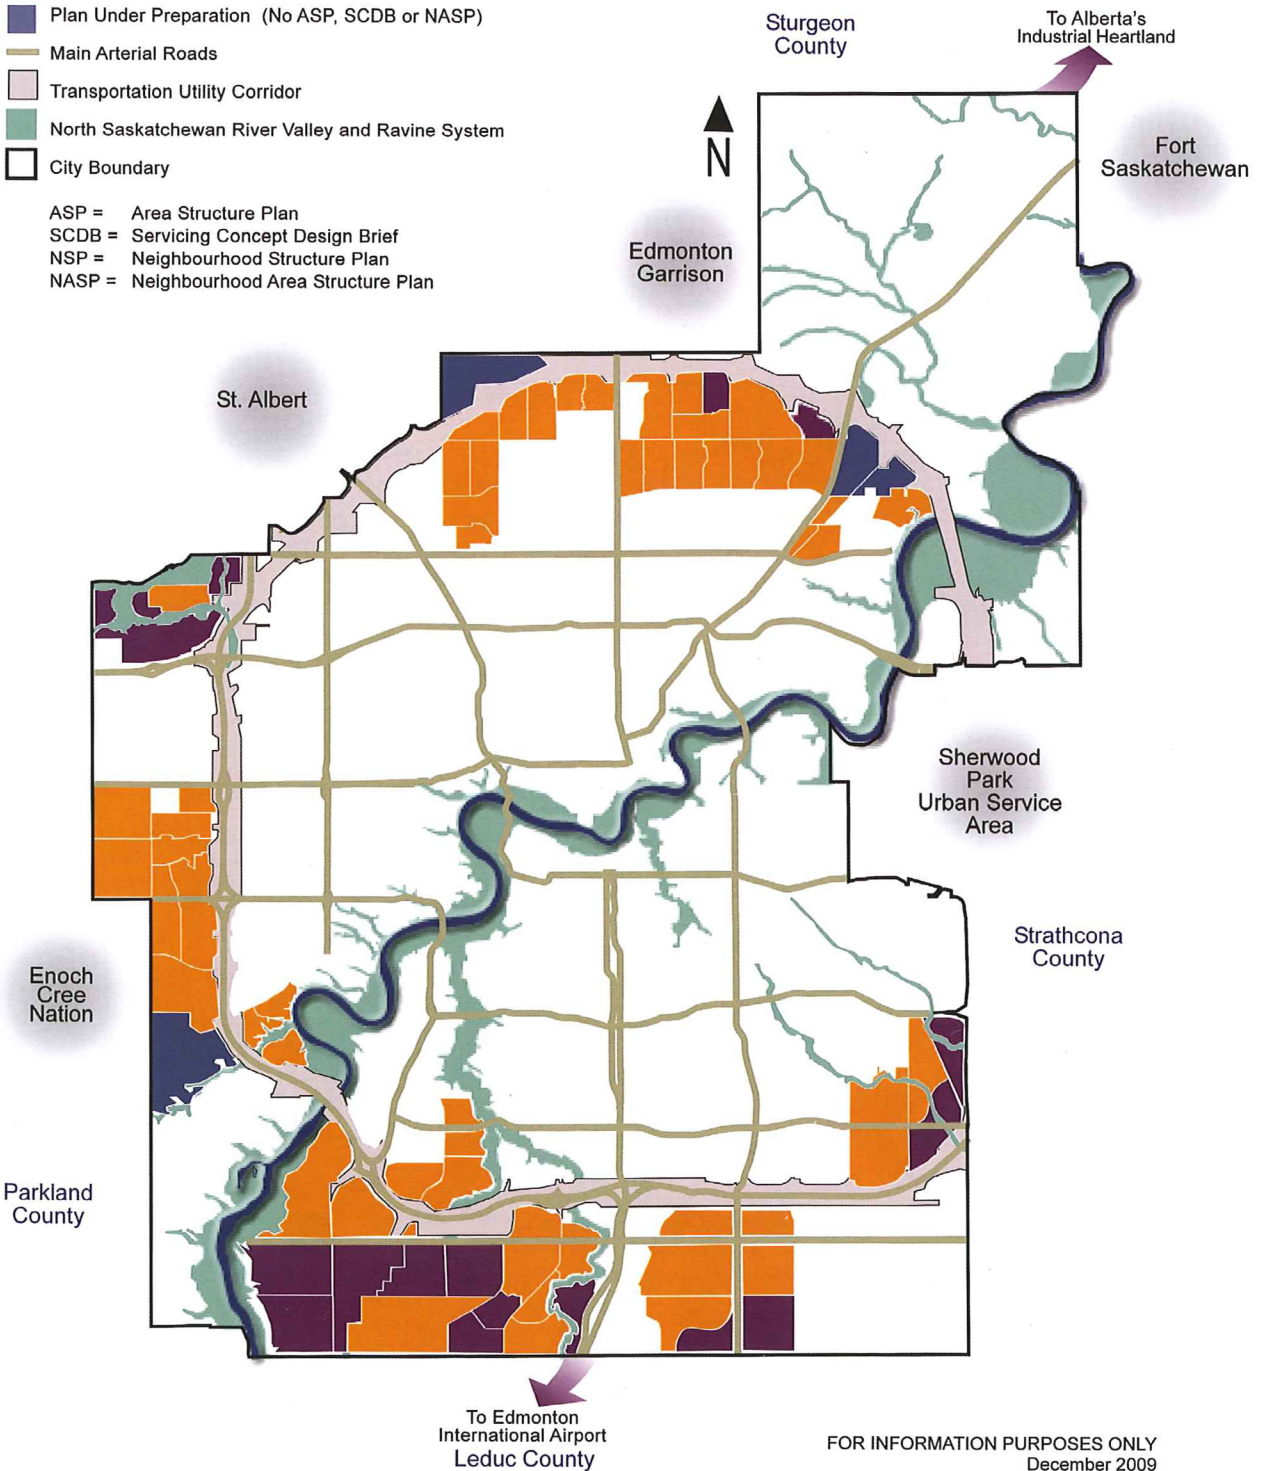 Plan Under Preparation (No ASP, SCDB or NASP)
Main Arterial Roads
Transportation Utility Corridor
North Saskatchewan River Valley and Ravine System
City Boundary
ASP = Area Structure Plan
SCDB = Servicing Concept Design Brief
NSP = Neighbourhood Structure Plan
NASP = Neighbourhood Area Structure Plan
Sturgeon
County
To Alberta's
Industrial Heartland
N
Fort
Saskatchewan
Edmonton
Garrison
St. Albert
Sherwood
Park
Urban Service
Area
Strathcona
County
Enoch
Cree
Nation
Parkland
County
To Edmonton
International Airport
Leduc County
FOR INFORMATION PURPOSES ONLY
December 2009